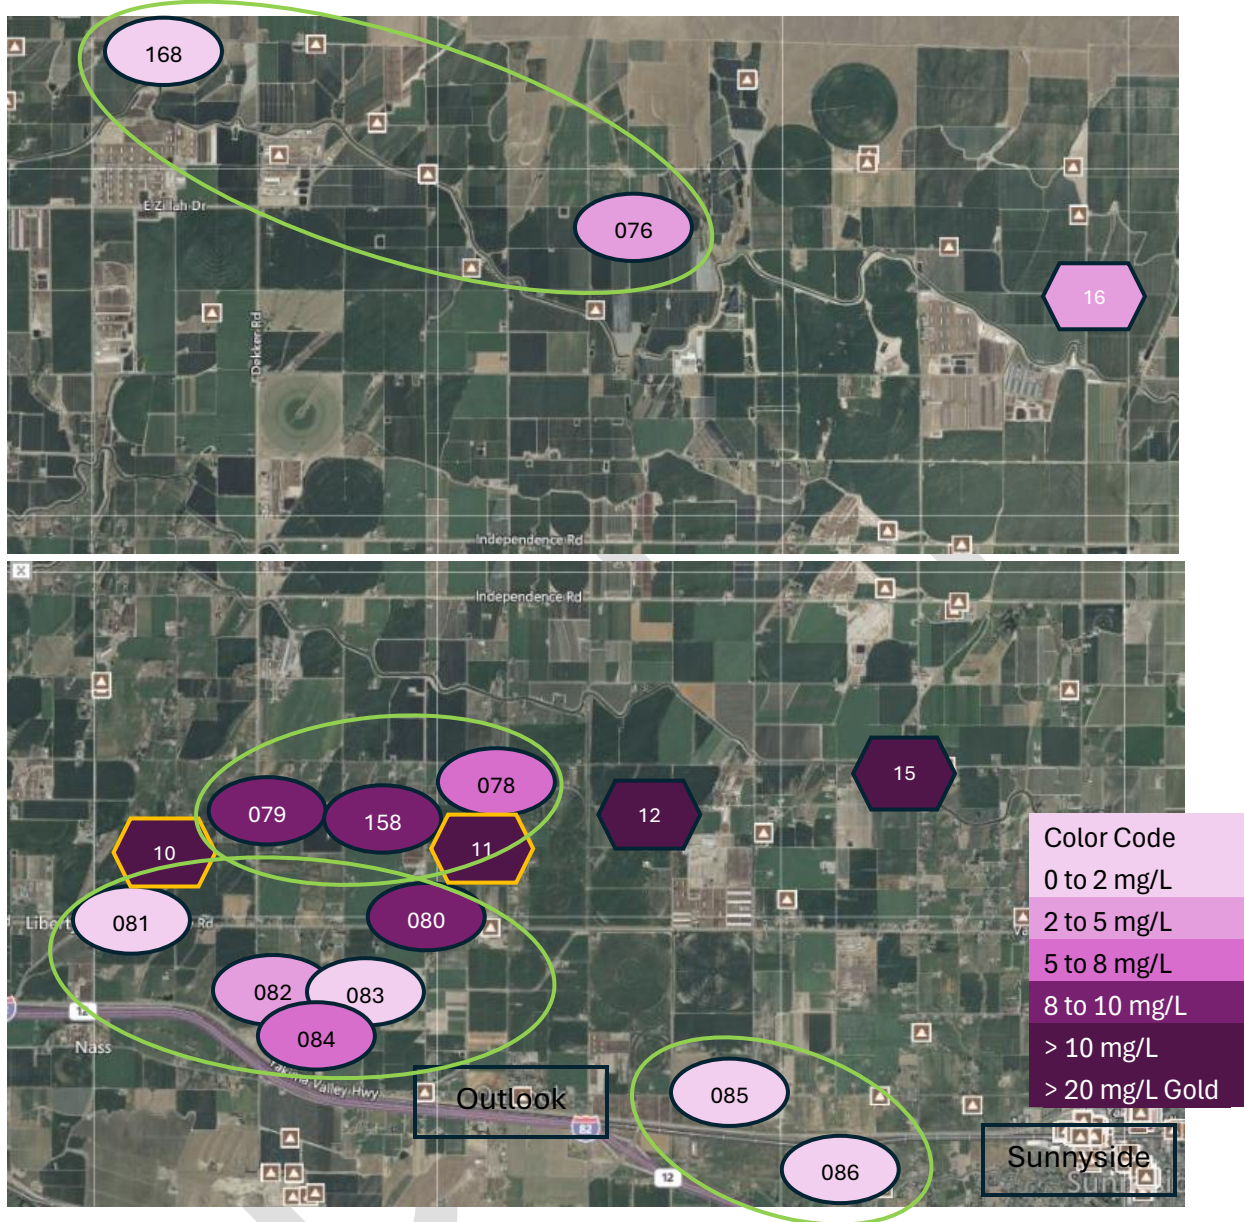 168
076
E Zillah Dr
16
Dekker Rd
Independence Rd
Independence Rd
078
079
158
12
15
10
11
081
080
Rd
082
083
084
12
Nass
Yakima Valley Hwy
Outlook
82
085
12
086
Sunnyside
Color Code
0 to 2 mg/L
2 to 5 mg/L
5 to 8 mg/L
8 to 10 mg/L
> 10 mg/L
> 20 mg/L Gold